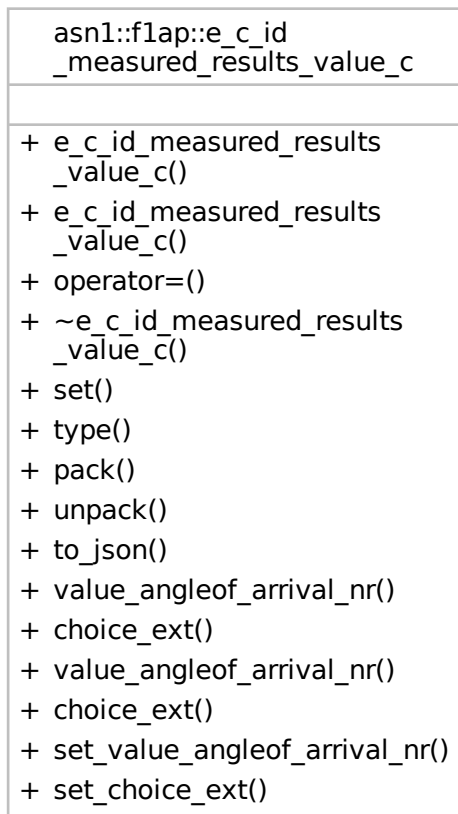 asn1::f1ap::e_c_id
_measured_results_value_c
+ e_c_id_measured_results
_value_c()
+ e_c_id_measured_results
_value_c()
+ operator=()
+ ~e_c_id_measured_results
_value_c()
+ set()
+ type()
+ pack()
+ unpack()
+ to_json()
+ value_angleof_arrival_nr()
+ choice_ext()
+ value_angleof_arrival_nr()
+ choice_ext()
+ set_value_angleof_arrival_nr()
+ set_choice_ext()